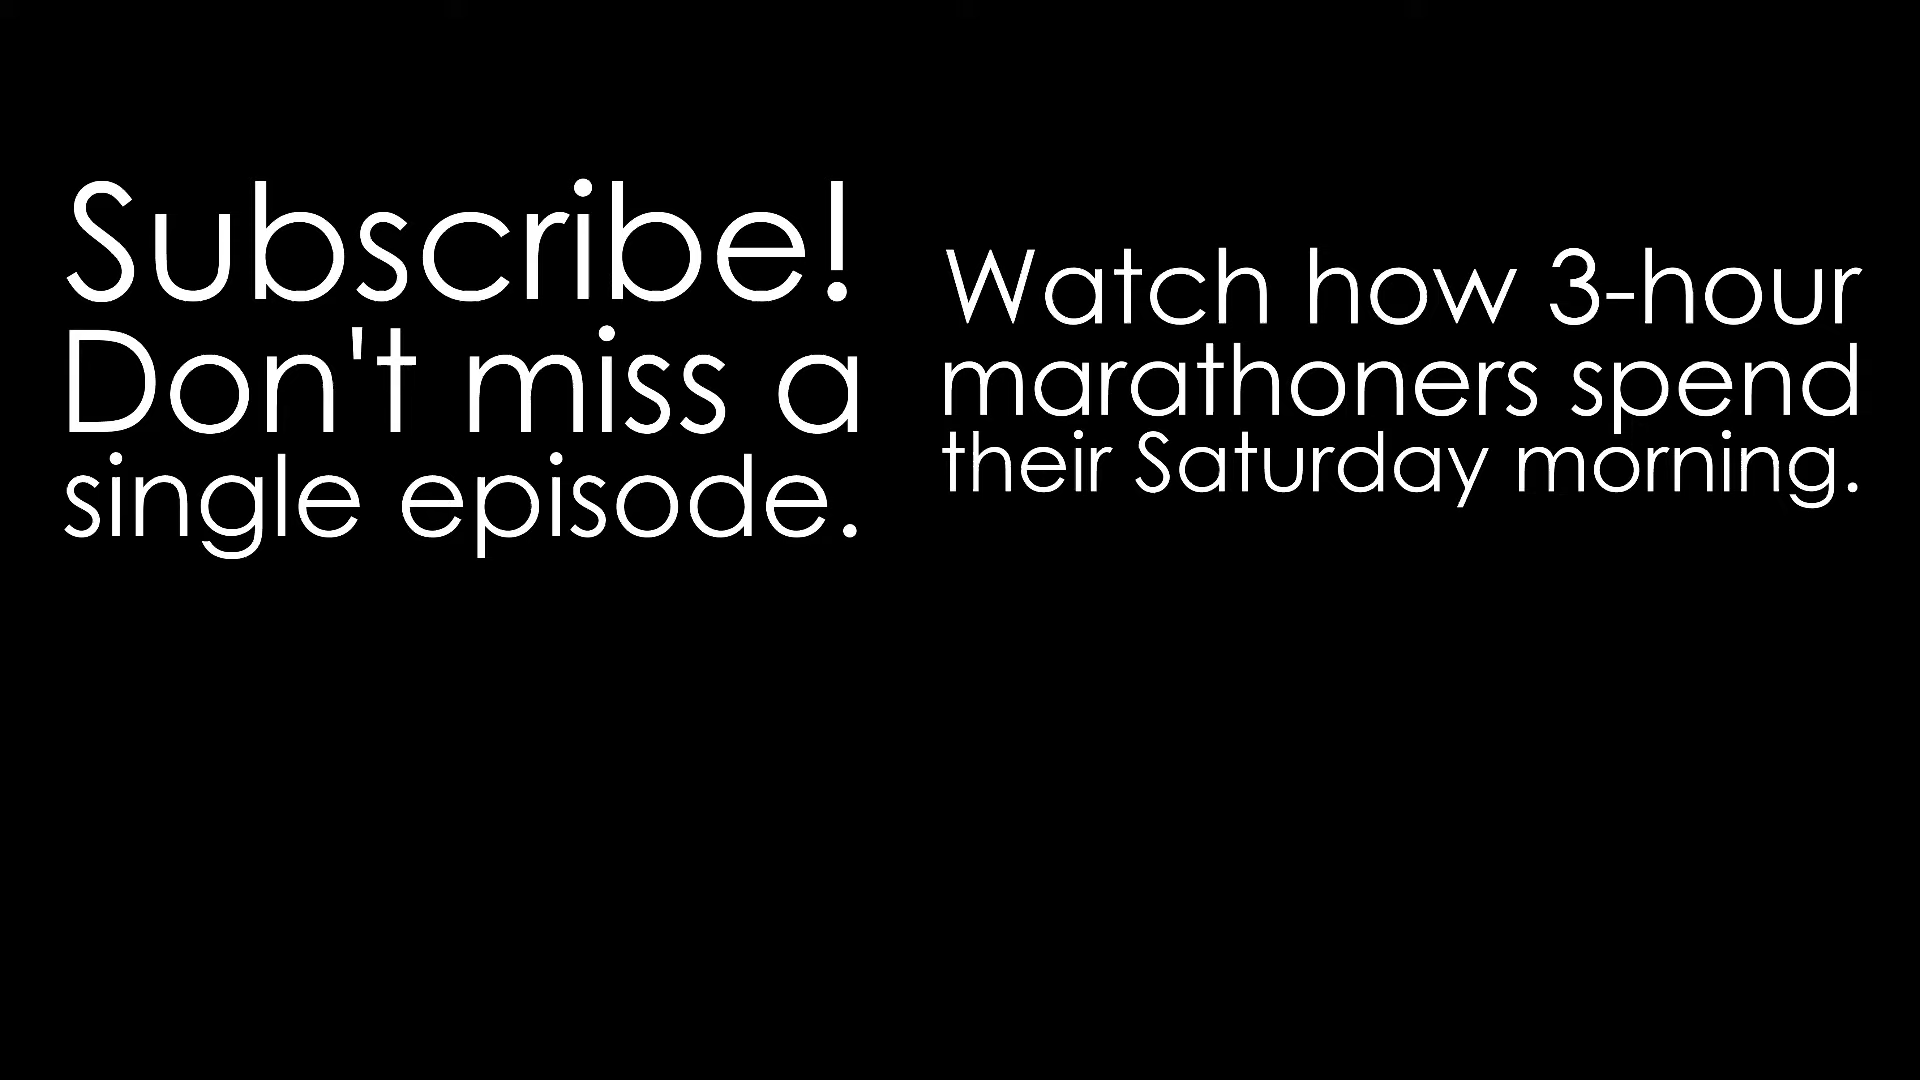 Subscribe!
Don't miss a
single episode.
Watch how 3-hour
marathoners spend
their Saturday morning.